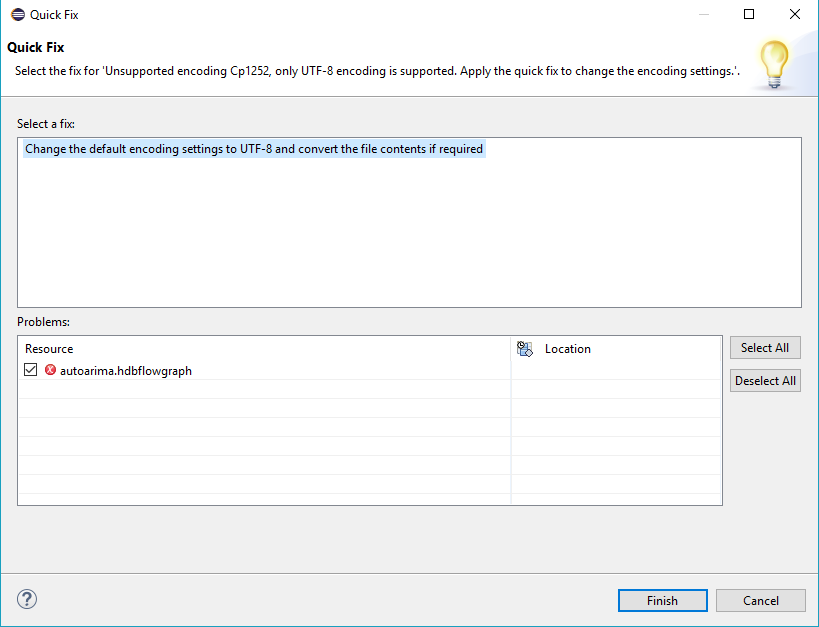 Quick Fix
Quick Fix
Select the fix for 'Unsupported encoding Cp1252, only UTF-8 encoding is supported. Apply the quick fix to change the encoding settings.'.
Select a fix:
Change the default encoding settings to UTF-8 and convert the file contents if required
Problems:
Resource Location
autoarima.hdbflowgraph
Select All
Deselect All
? Finish Cancel